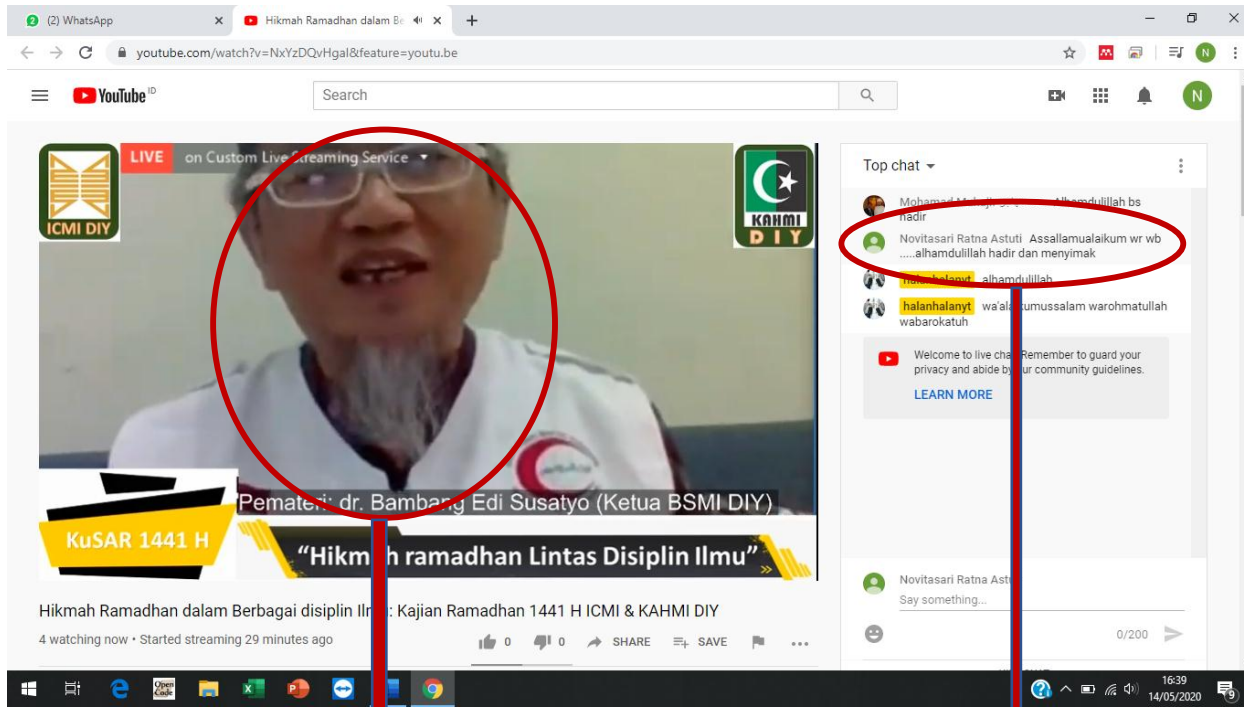 (2) WhatsApp
Hikmah Ramadhan dalam Be
youtube.com/watch?v=NxYzDQvHgaI&feature=youtu.be
N
YouTube ID
Search
N
ICMI DIY
LIVE on Custom Live Streaming Service
KAHMI
DIY
Pemateri: dr. Bambang Edi Susatyo (Ketua BSMI DIY)
KuSAR 1441 H
“Hikmah ramadhan Lintas Disiplin Ilmu”
Hikmah Ramadhan dalam Berbagai disiplin Ilmu: Kajian Ramadhan 1441 H ICMI & KAHMI DIY
4 watching now • Started streaming 29 minutes ago
0 0 SHARE SAVE
Top chat
Mohamad Alhamdulillah bs
hadir
Novitasari Ratna Astuti Assallamualaikum wr wb
.....alhamdulillah hadir dan menyimak
halanhalanyt alhamdulillah
halanhalanyt wa'alaikumussalam warohmatullah
wabarokatuh
Welcome to live chat! Remember to guard your
privacy and abide by our community guidelines.
LEARN MORE
Novitasari Ratna Astuti
Say something...
0/200
Open Code
16:39
14/05/2020
9